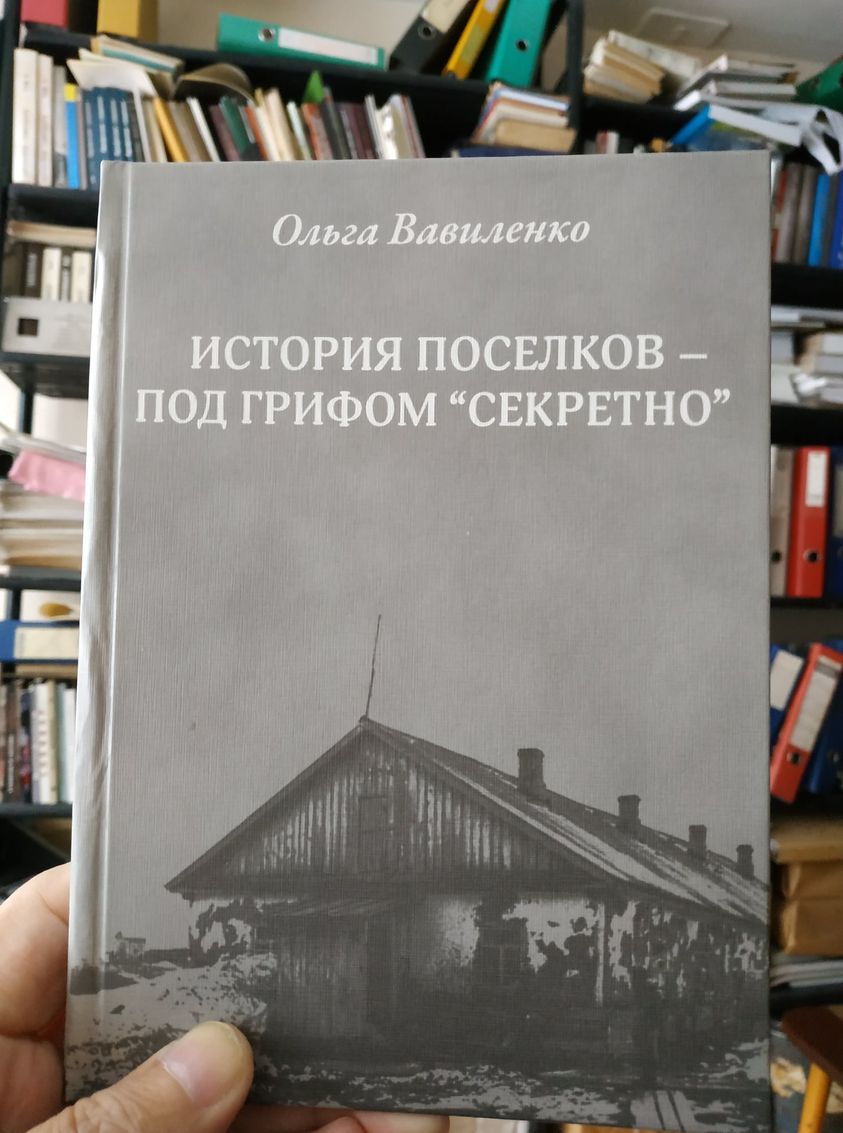 Ольга Вавиленко
ИСТОРИЯ ПОСЕЛКОВ –
ПОД ГРИФОМ “СЕКРЕТНО”